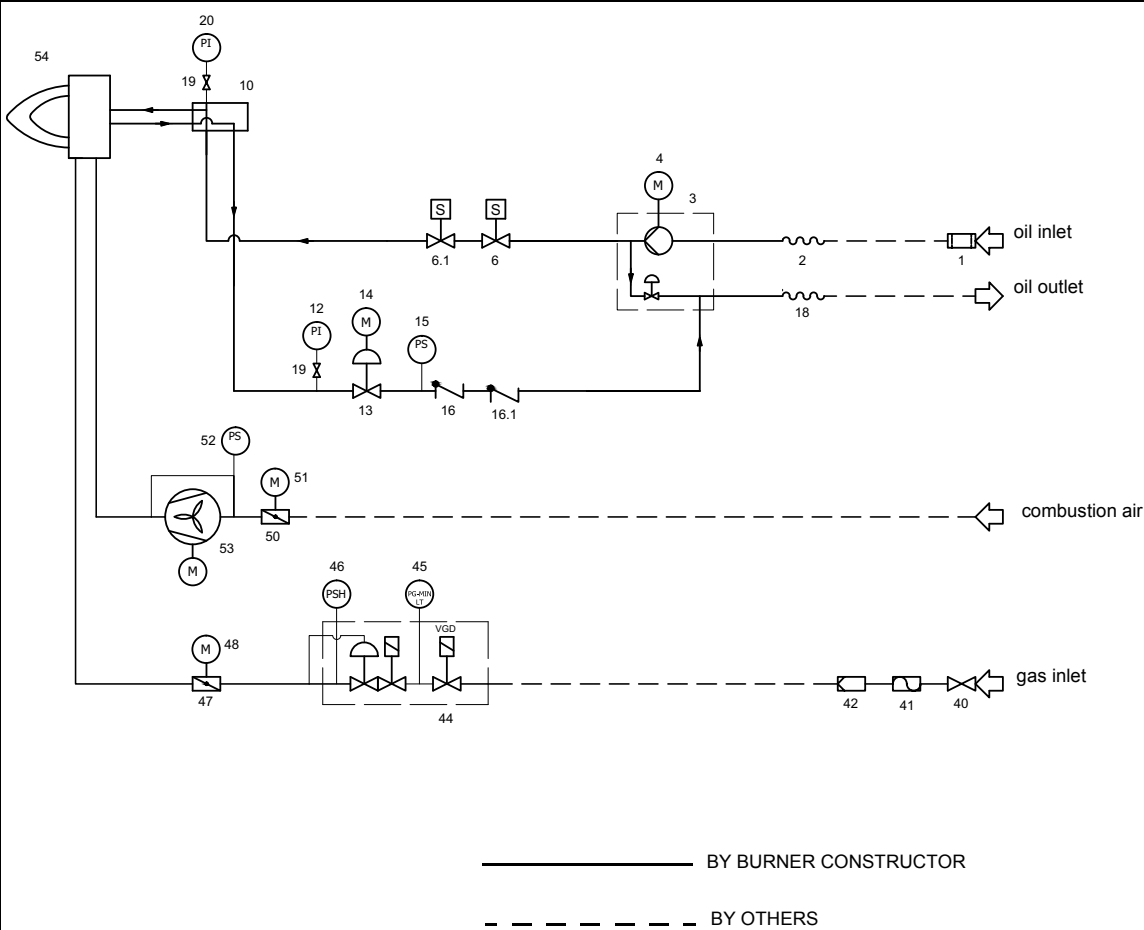 20
PI
54
19
10
4
M
3
S
S
oil inlet
6.1
6
2
1
oil outlet
18
14
12
M
15
PI
PS
19
13
16
16.1
52
PS
51
M
combustion air
53
50
M
46
45
PSH
PG-MIN
LT
VGD
48
M
gas inlet
47
44
42
41
40
BY BURNER CONSTRUCTOR
BY OTHERS